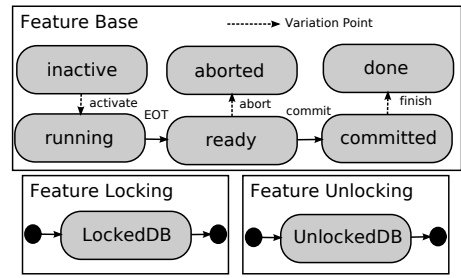 Feature Base
Variation Point
inactive
aborted
done
activate
EOT
abort
commit
finish
running
ready
committed
Feature Locking
Feature Unlocking
LockedDB
UnlockedDB